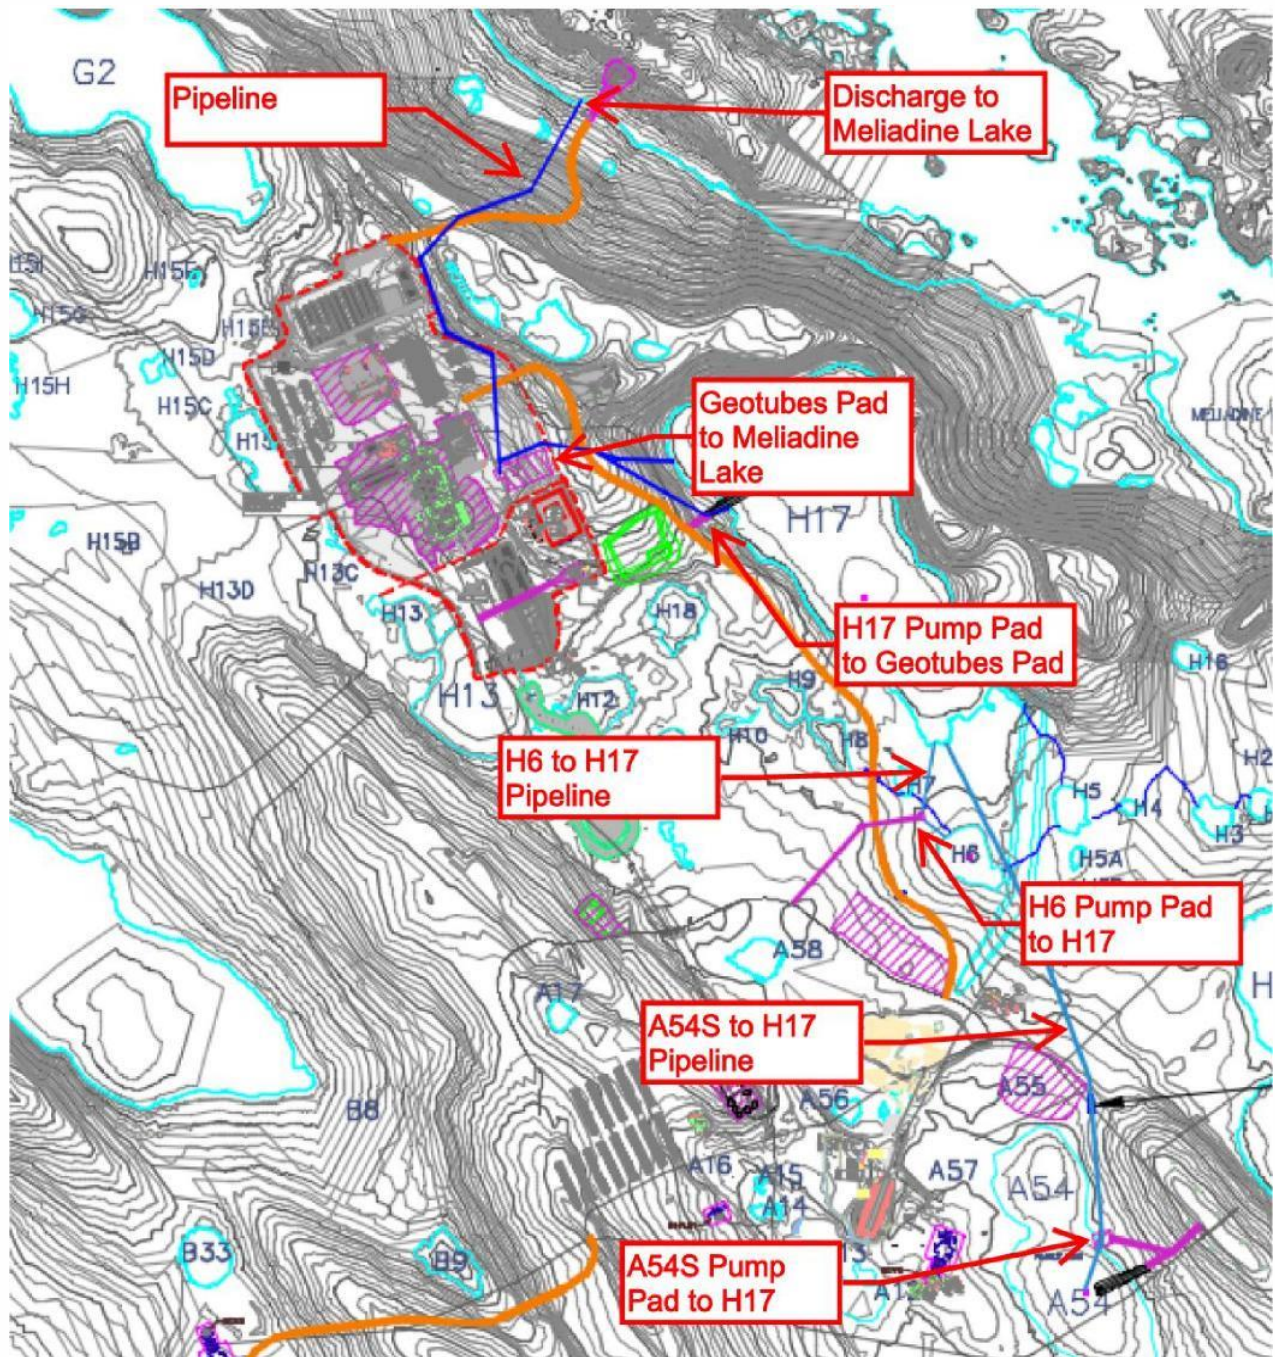 G2
Pipeline
Discharge to
Meliadine Lake
H15F
H15G
H15E
H15D
H15H
H15C
H15
Geotubes Pad
to Meliadine
Lake
MELIADINE
H17
H15B
H13C
H13D
H13
H18
H17 Pump Pad
to Geotubes Pad
H16
H13
H12
H9
H10
H8
H6 to H17
Pipeline
H7
H5
H4
H3
H6
H5A
H6 Pump Pad
to H17
A58
A17
A54S to H17
Pipeline
A55
A56
B8
A16
A15
A14
A57
A54
B33
B9
A54S Pump
Pad to H17
A54